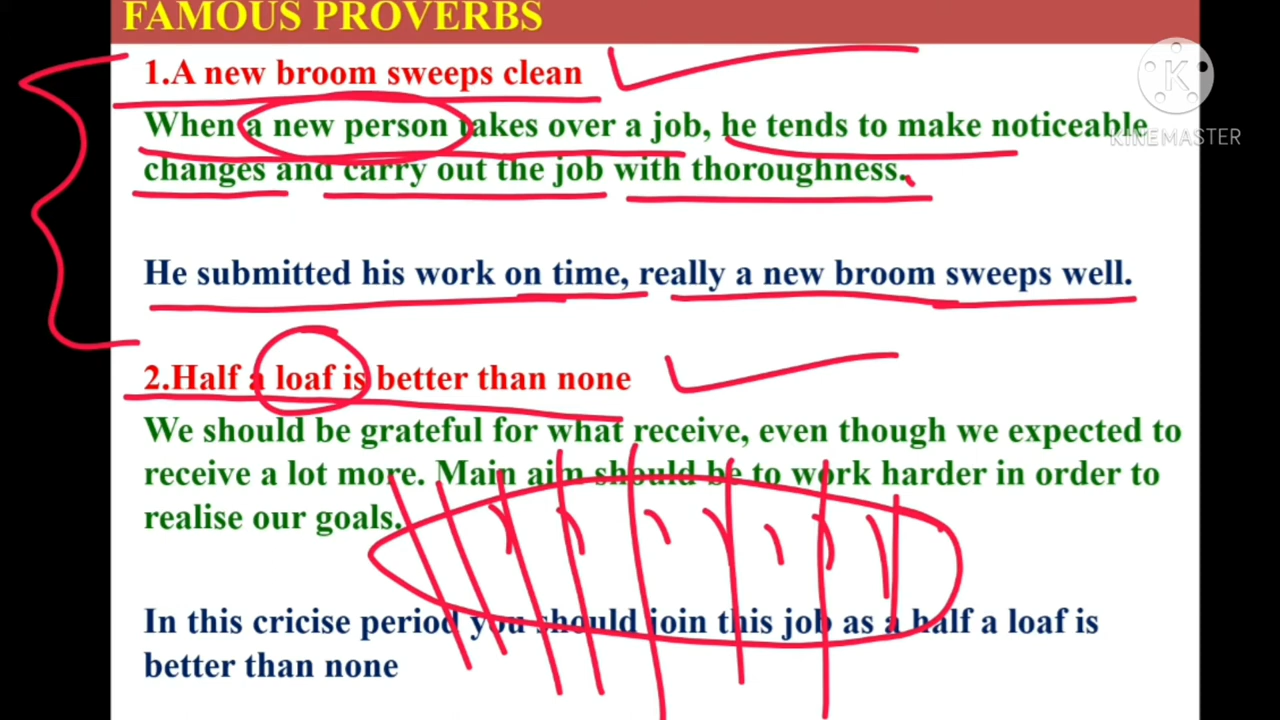 FAMOUS PROVERBS
1.A new broom sweeps clean
When a new person takes over a job, he tends to make noticeable
changes and carry out the job with thoroughness.
K
KINEMASTER
He submitted his work on time, really a new broom sweeps well.
2.Half a loaf is better than none
We should be grateful for what receive, even though we expected to
receive a lot more. Main aim should be to work harder in order to
realise our goals.
In this cricise period you should join this job as a half a loaf is
better than none